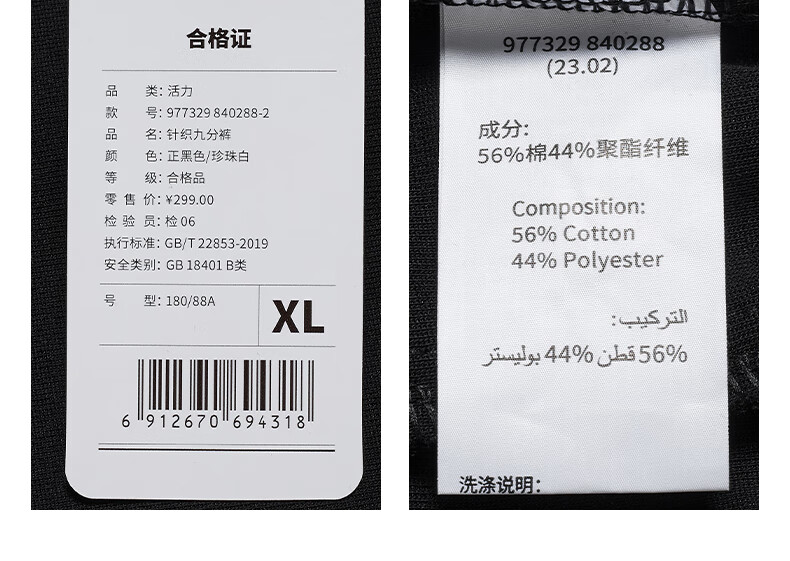 合格证
品 类: 活力
款 号: 977329 840288-2
品 名: 针织九分裤
颜 色: 正黑色/珍珠白
等 级: 合格品
零 售 价: ¥299.00
检 验 员: 检 06
执行标准: GB/T 22853-2019
安全类别: GB 18401 B类
号 型: 180/88A
XL
6 912670 694318
977329 840288
(23.02)
成分:
56%棉44%聚酯纤维
Composition:
56% Cotton
44% Polyester
التركيب:
56% قطن 44% بوليستر
洗涤说明: